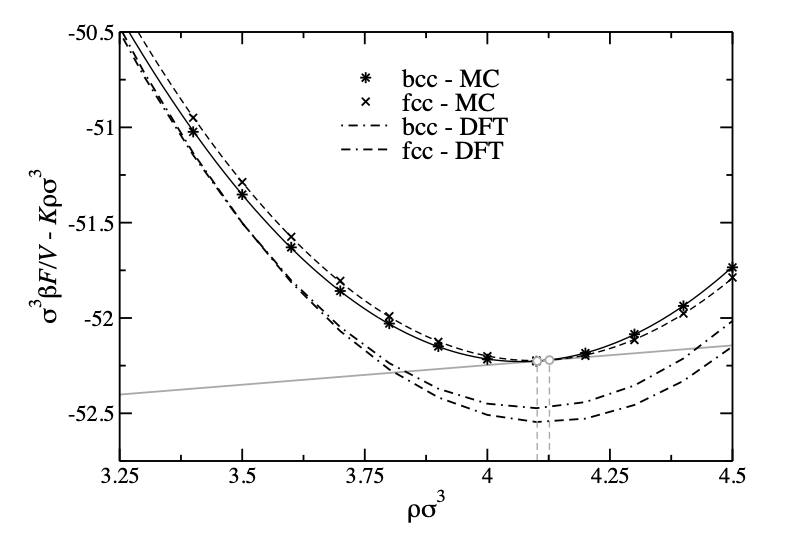 -50.5
-51
-51.5
-52
-52.5
σ³βF/V - Kρσ³
bcc - MC
fcc - MC
bcc - DFT
fcc - DFT
3.25 3.5 3.75 4 4.25 4.5
ρσ³